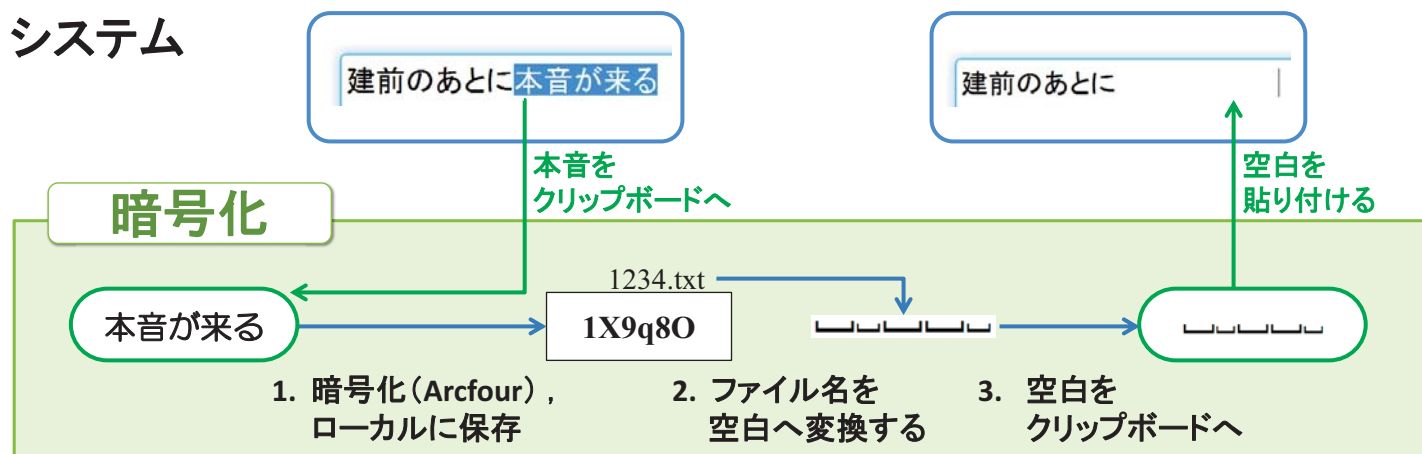 システム
建前のあとに本音が来る
建前のあとに
本音を
クリップボードへ
空白を
貼り付ける
暗号化
1234.txt
本音が来る
1X9q8O
1. 暗号化（Arcfour），
ローカルに保存
2. ファイル名を
空白へ変換する
3. 空白を
クリップボードへ